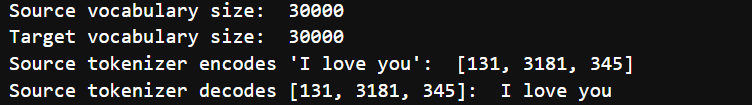 Source vocabulary size:  30000
Target vocabulary size:  30000
Source tokenizer encodes 'I love you':  [131, 3181, 345]
Source tokenizer decodes [131, 3181, 345]:  I love you